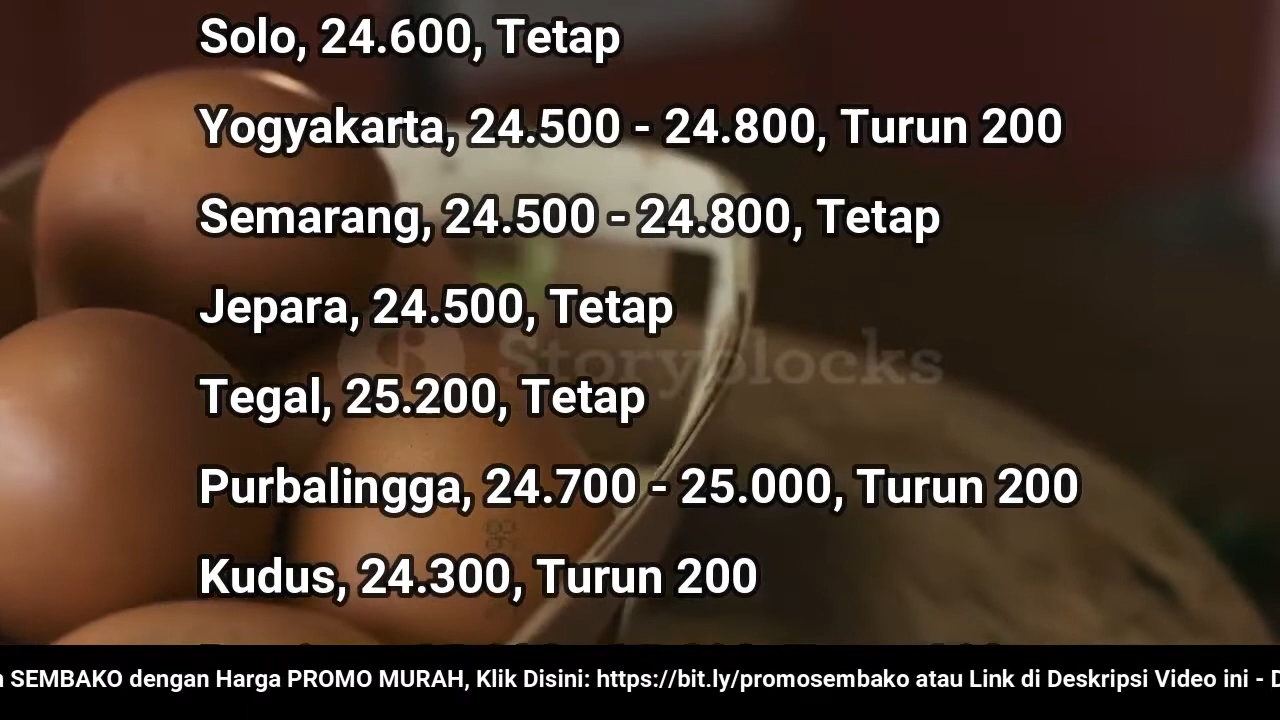 Solo, 24.600, Tetap
Yogyakarta, 24.500 - 24.800, Turun 200
Semarang, 24.500 - 24.800, Tetap
Jepara, 24.500, Tetap
Storyblocks
Tegal, 25.200, Tetap
Purbalingga, 24.700 - 25.000, Turun 200
Kudus, 24.300, Turun 200
SEMBAKO dengan Harga PROMO MURAH, Klik Disini: https://bit.ly/promosembako atau Link di Deskripsi Video ini -